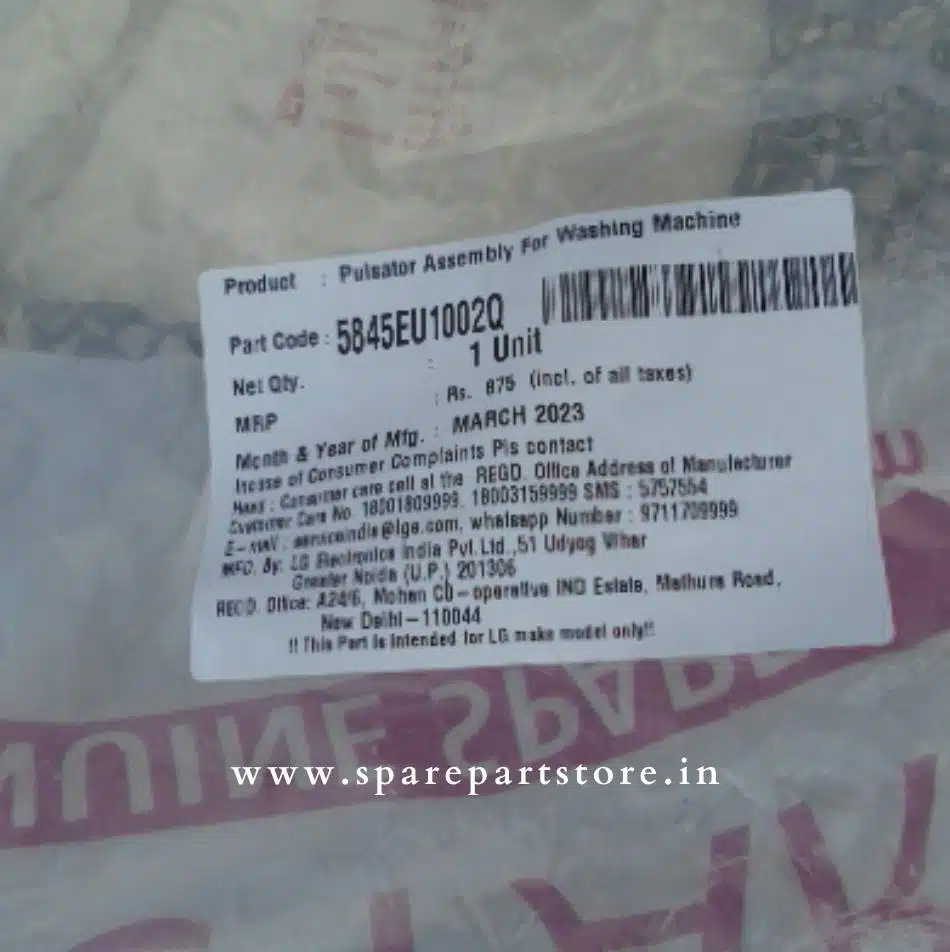 Product : Pulsator Assembly For Washing Machine
Part Code : 5845EU1002Q
Net Qty. : 1 Unit
MRP : Rs. 875 (incl. of all taxes)
Month & Year of Mfg. : MARCH 2023
Incase of Consumer Complaints Pls contact
Consumer care cell at the REGD. Office Address of Manufacturer
Customer Care No. 18001809999, 18003159999 SMS : 5757554
E-mail : serviceindia@lge.com, whatsapp Number : 9711709999
MFD. By: LG Electronics India Pvt.Ltd.,51 Udyog Vihar
Greater Noida (U.P.) 201306
REGD. Office: A24/6, Mohan CO-operative IND Estate, Mathura Road,
New Delhi-110044
!! This Part is intended for LG make model only!!
NUINE SPARE
www.sparepartstore.in